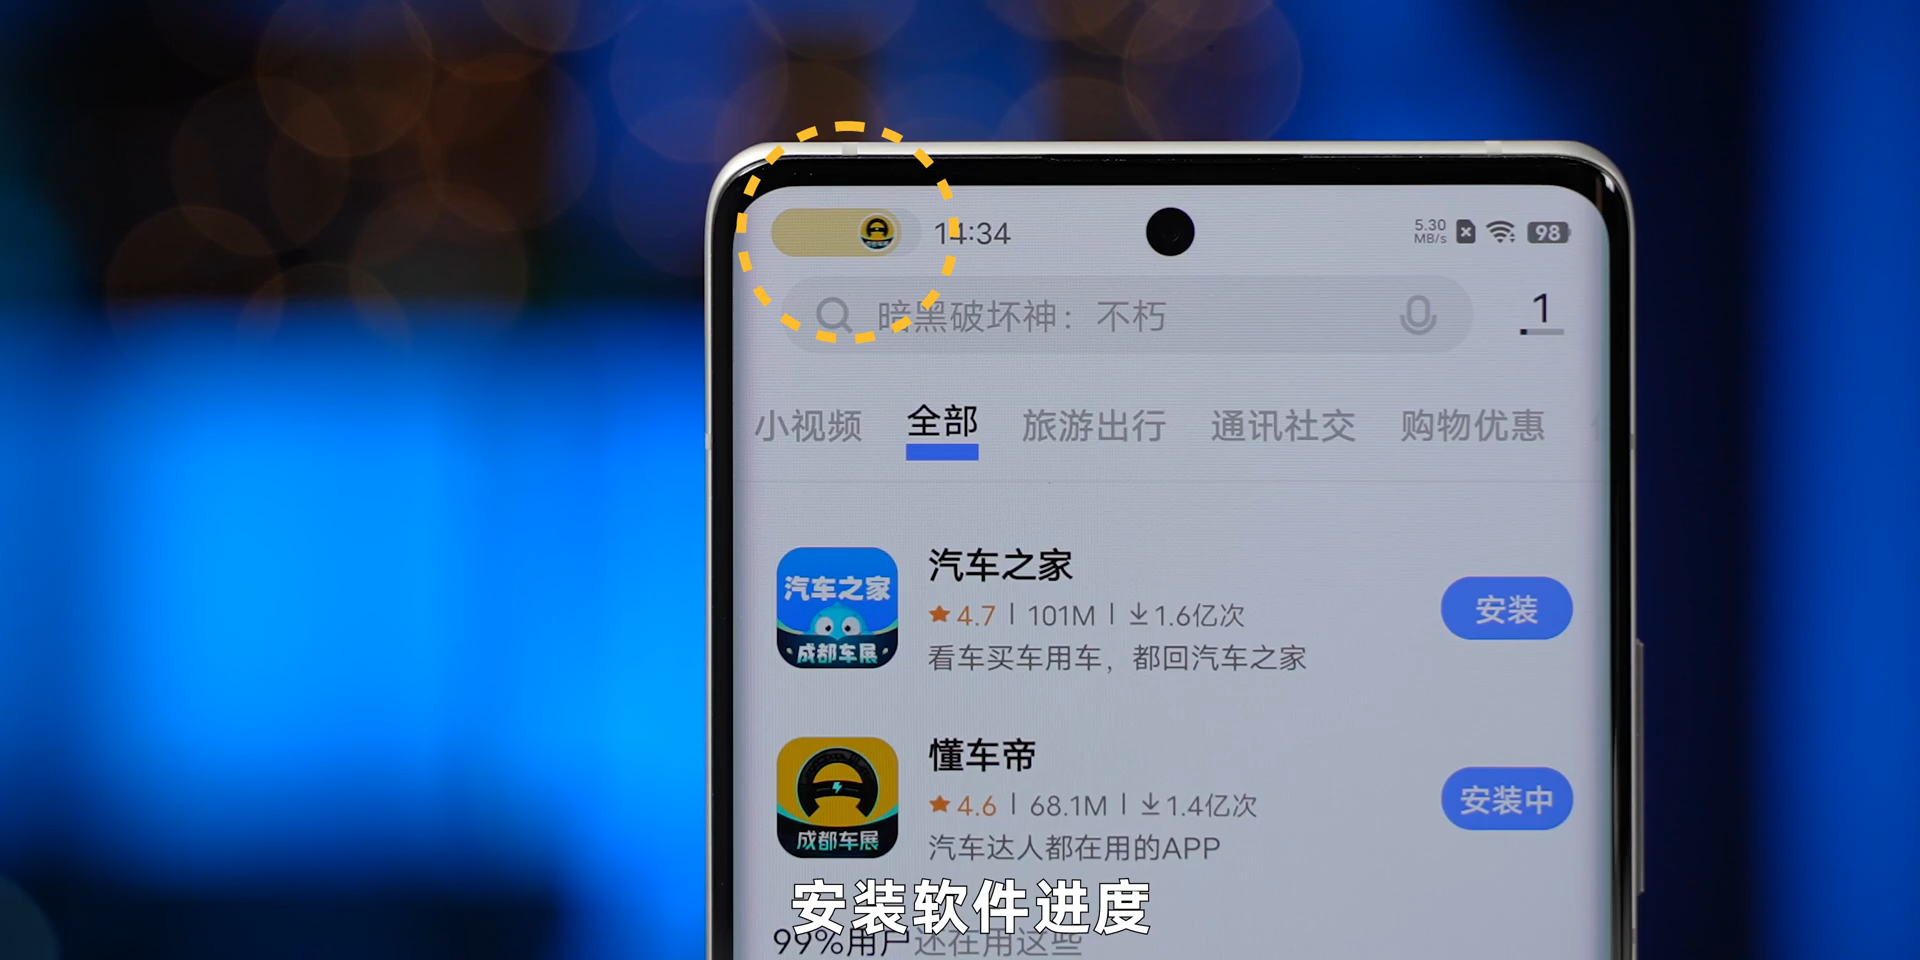 14:34
5.30
MB/s
98
暗黑破坏神：不朽
1
小视频 全部 旅游出行 通讯社交 购物优惠
汽车之家
成都车展
汽车之家
4.7 | 101M | 1.6亿次
看车买车用车，都回汽车之家
安装
成都车展
懂车帝
4.6 | 68.1M | 1.4亿次
汽车达人都在用的APP
安装中
安装软件进度
99%用户还在用这些